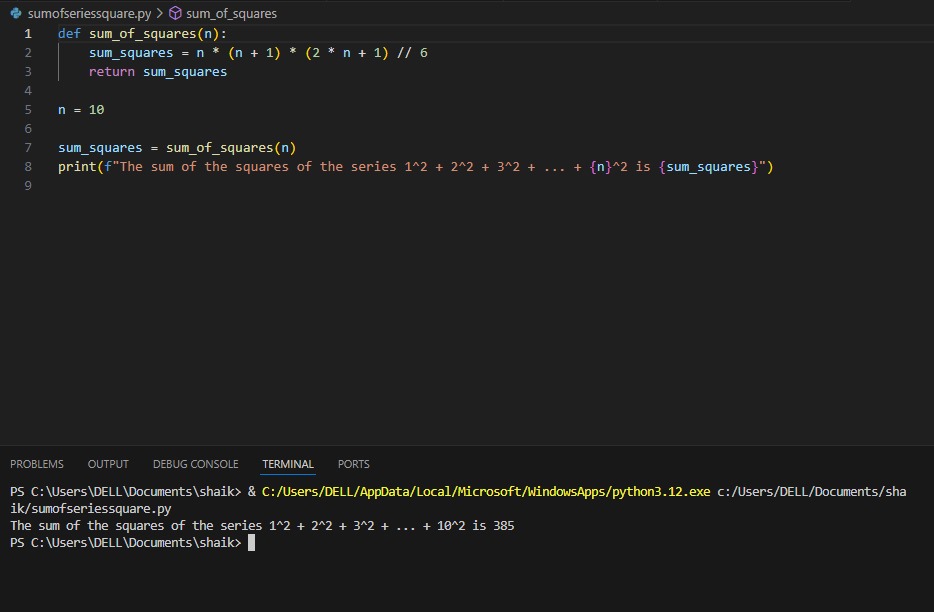 sumofseriessquare.py > sum_of_squares
1 def sum_of_squares(n):
2     sum_squares = n * (n + 1) * (2 * n + 1) // 6
3     return sum_squares
4
5 n = 10
6
7 sum_squares = sum_of_squares(n)
8 print(f"The sum of the squares of the series 1^2 + 2^2 + 3^2 + ... + {n}^2 is {sum_squares}")
9
PROBLEMS OUTPUT DEBUG CONSOLE TERMINAL PORTS
PS C:\Users\DELL\Documents\shaik> & C:/Users/DELL/AppData/Local/Microsoft/WindowsApps/python3.12.exe c:/Users/DELL/Documents/sha
ik/sumofseriessquare.py
The sum of the squares of the series 1^2 + 2^2 + 3^2 + ... + 10^2 is 385
PS C:\Users\DELL\Documents\shaik>